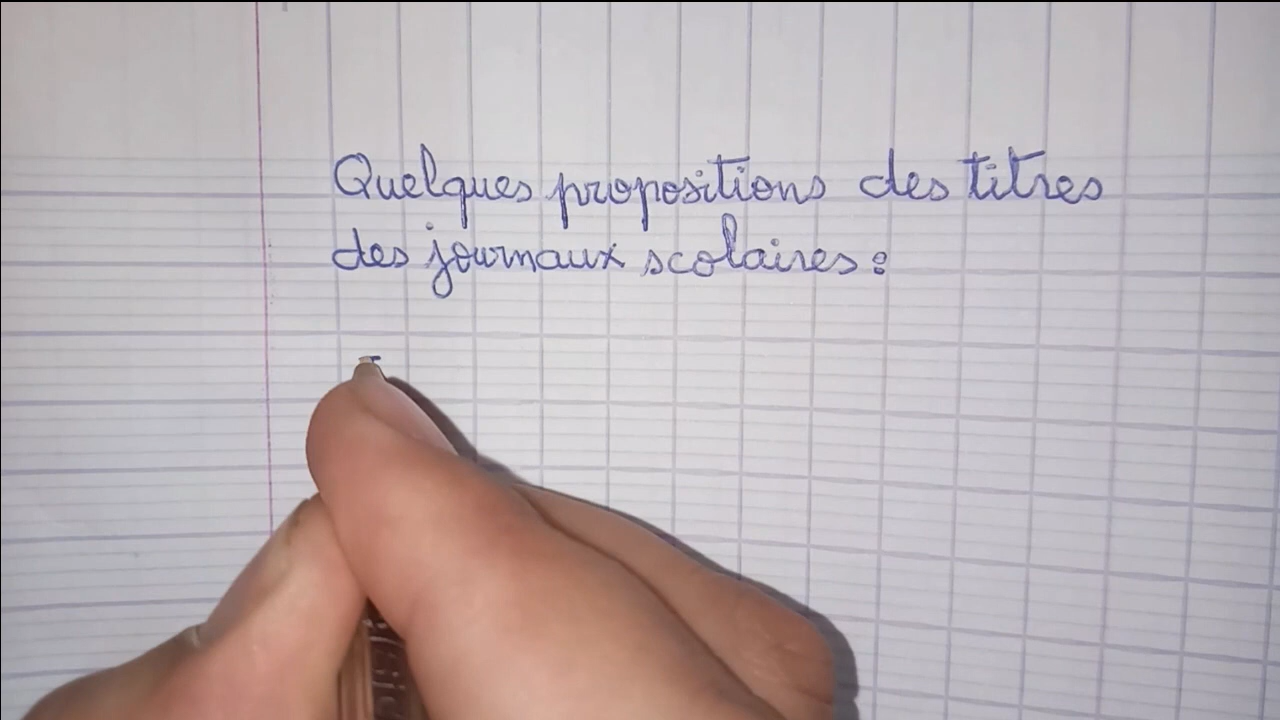 Quelques propositions des titres
des journaux scolaires :